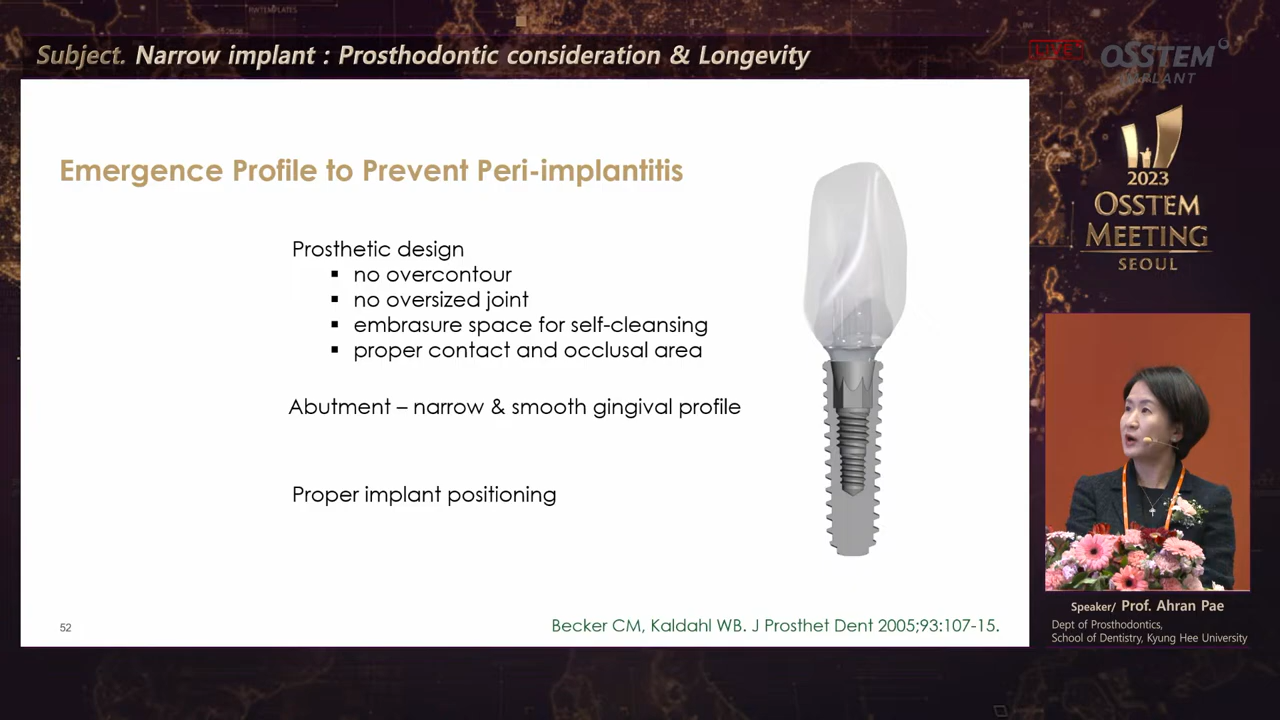 Subject. Narrow implant : Prosthodontic consideration & Longevity
LIVE
OSSTEM
IMPLANT
Emergence Profile to Prevent Peri-implantitis
Prosthetic design
▪ no overcontour
▪ no oversized joint
▪ embrasure space for self-cleansing
▪ proper contact and occlusal area
Abutment – narrow & smooth gingival profile
Proper implant positioning
52
Becker CM, Kaldahl WB. J Prosthet Dent 2005;93:107-15.
2023
OSSTEM
MEETING
SEOUL
Speaker/ Prof. Ahran Pae
Dept of Prosthodontics,
School of Dentistry, Kyung Hee University